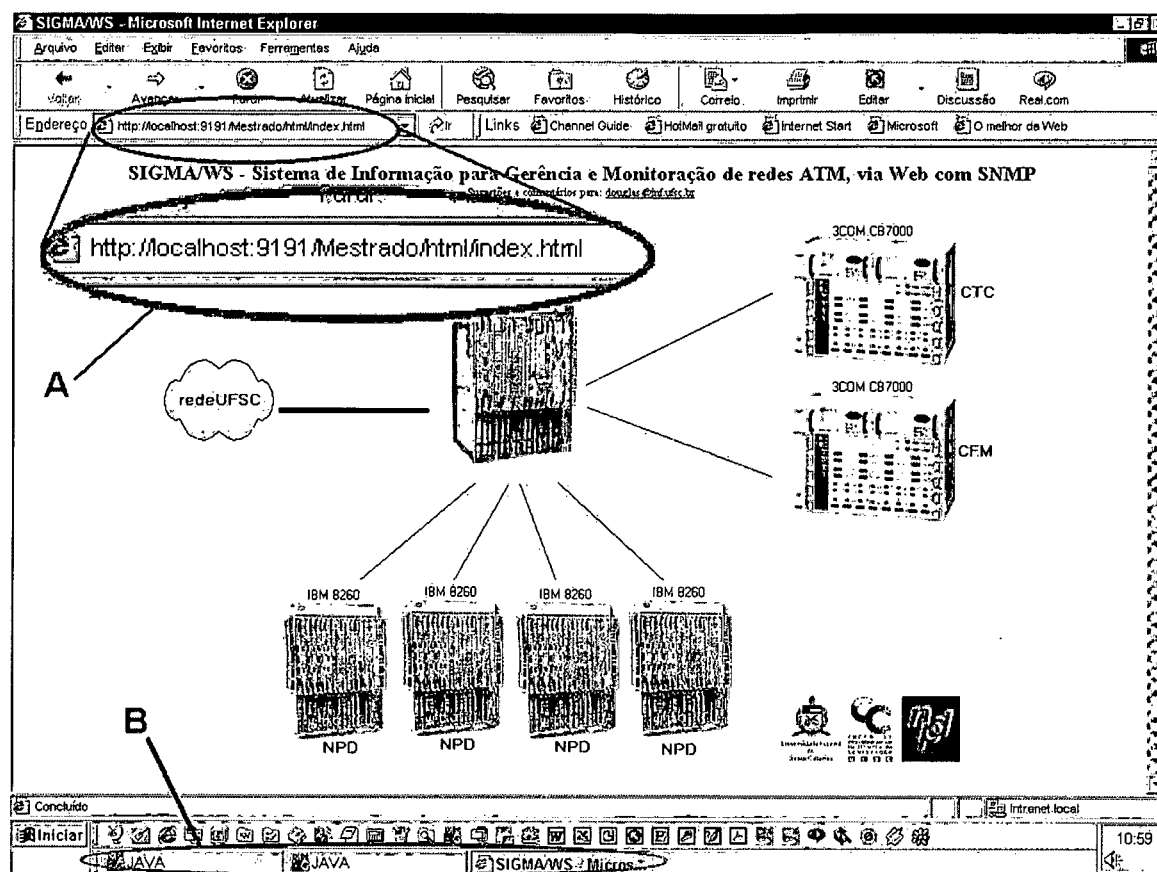 SIGMA/WS - Microsoft Internet Explorer
Arquivo Editar Exibir Favoritos Ferramentas Ajuda
Voltar Avançar Parar Atualizar Página inicial Pesquisar Favoritos Histórico Correio Imprimir Editar Discussão Real.com
Endereço http://localhost:9191/Mestrado/html/index.html Ir Links Channel Guide HotMail gratuito Internet Start Microsoft O melhor da Web
SIGMA/WS - Sistema de Informação para Gerência e Monitoração de redes ATM, via Web com SNMP
Sugestões e comentários para:
http://localhost:9191/Mestrado/html/index.html
3COM CB7000
CTC
A
redeUFSC
3COM CB7000
CFM
IBM 8260 IBM 8260 IBM 8260 IBM 8260
NPD NPD NPD NPD
B
Concluído
Intranet local
Iniciar
10:59
JAVA JAVA SIGMA/WS - Micros...